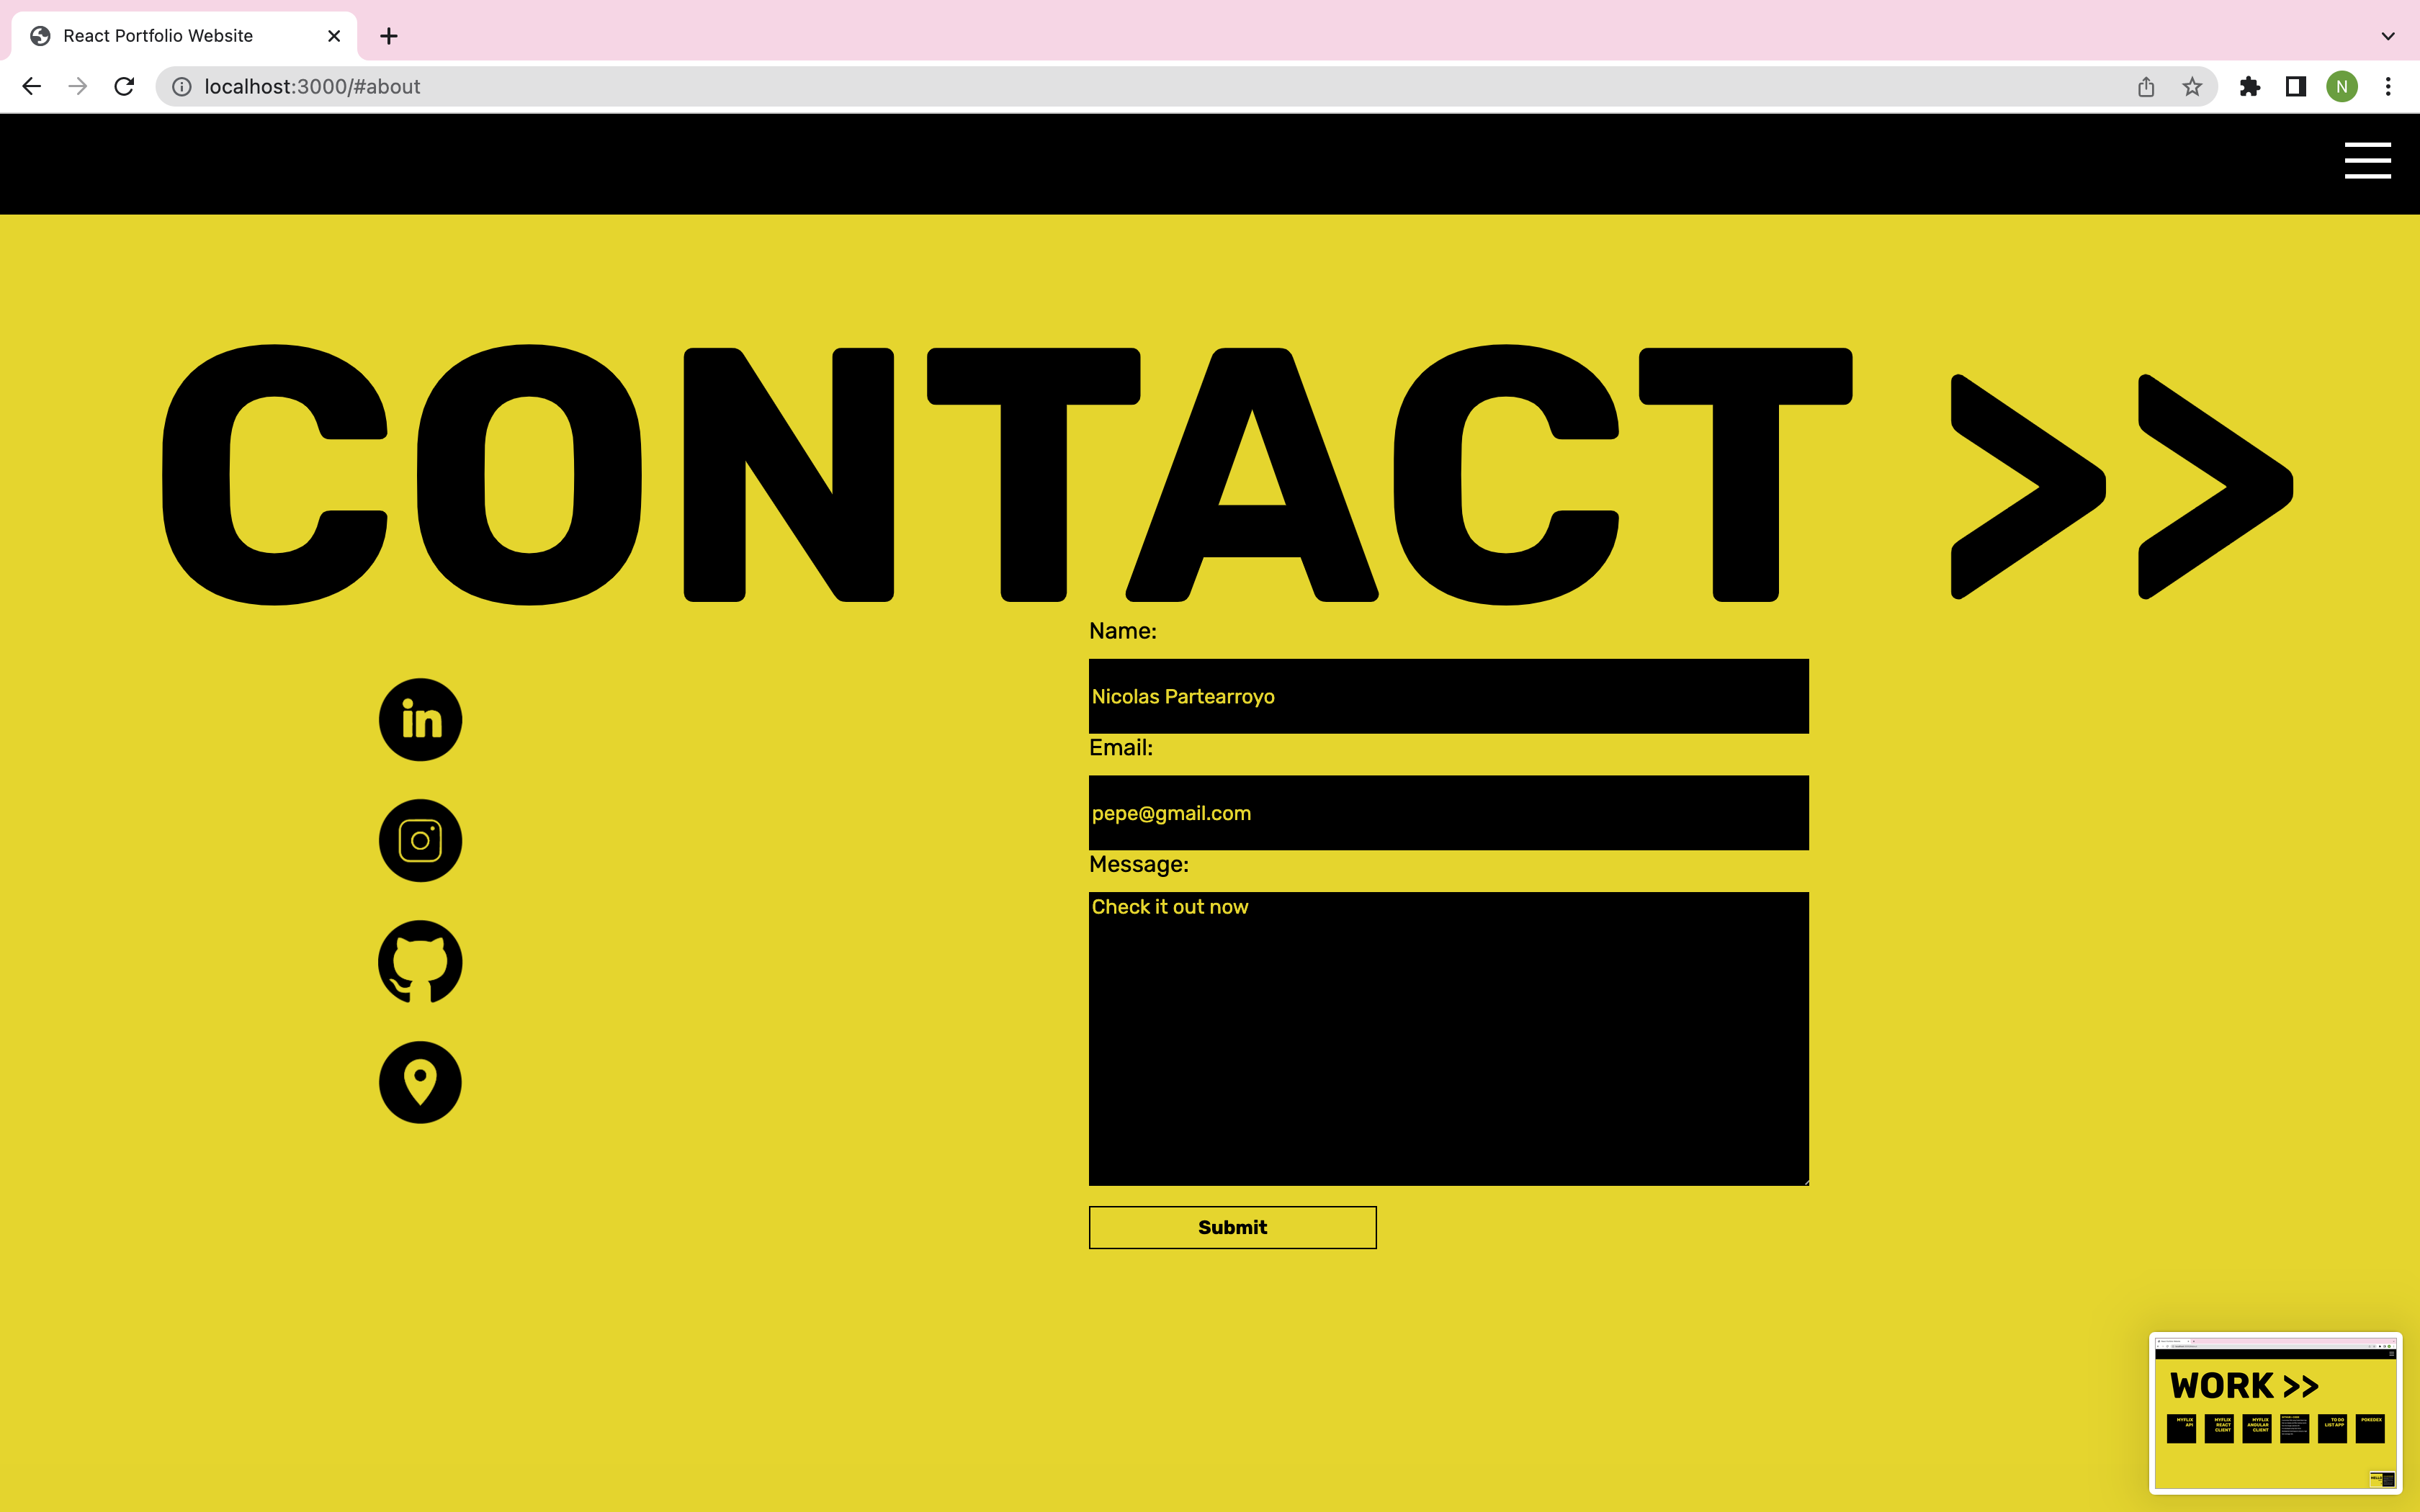 React Portfolio Website
localhost:3000/#about
N
CONTACT >>
Name:
Nicolas Partearroyo
Email:
pepe@gmail.com
Message:
Check it out now
Submit
in
WORK >>
MYFLIX
API
MYFLIX
REACT
CLIENT
MYFLIX
ANGULAR
CLIENT
TO DO
LIST APP
POKEDEX